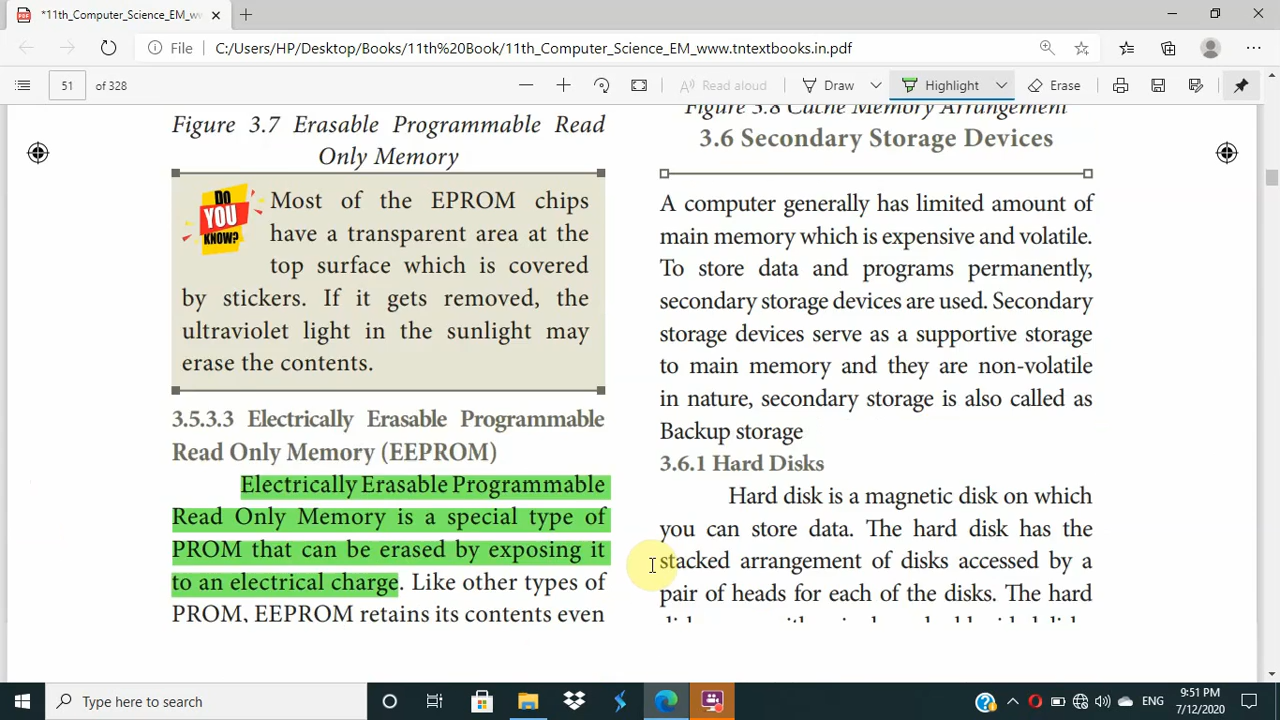 *11th_Computer_Science_EM_w
File
C:/Users/HP/Desktop/Books/11th%20Book/11th_Computer_Science_EM_www.tntextbooks.in.pdf
51 of 328
Read aloud
Draw
Highlight
Erase
Figure 3.7 Erasable Programmable Read
Only Memory
DO
YOU
KNOW?
Most of the EPROM chips
have a transparent area at the
top surface which is covered
by stickers. If it gets removed, the
ultraviolet light in the sunlight may
erase the contents.
3.5.3.3 Electrically Erasable Programmable
Read Only Memory (EEPROM)
Electrically Erasable Programmable
Read Only Memory is a special type of
PROM that can be erased by exposing it
to an electrical charge. Like other types of
PROM, EEPROM retains its contents even
Figure 3.8 Cache Memory Arrangement
3.6 Secondary Storage Devices
A computer generally has limited amount of
main memory which is expensive and volatile.
To store data and programs permanently,
secondary storage devices are used. Secondary
storage devices serve as a supportive storage
to main memory and they are non-volatile
in nature, secondary storage is also called as
Backup storage
3.6.1 Hard Disks
Hard disk is a magnetic disk on which
you can store data. The hard disk has the
stacked arrangement of disks accessed by a
pair of heads for each of the disks. The hard
Type here to search
ENG
9:51 PM
7/12/2020